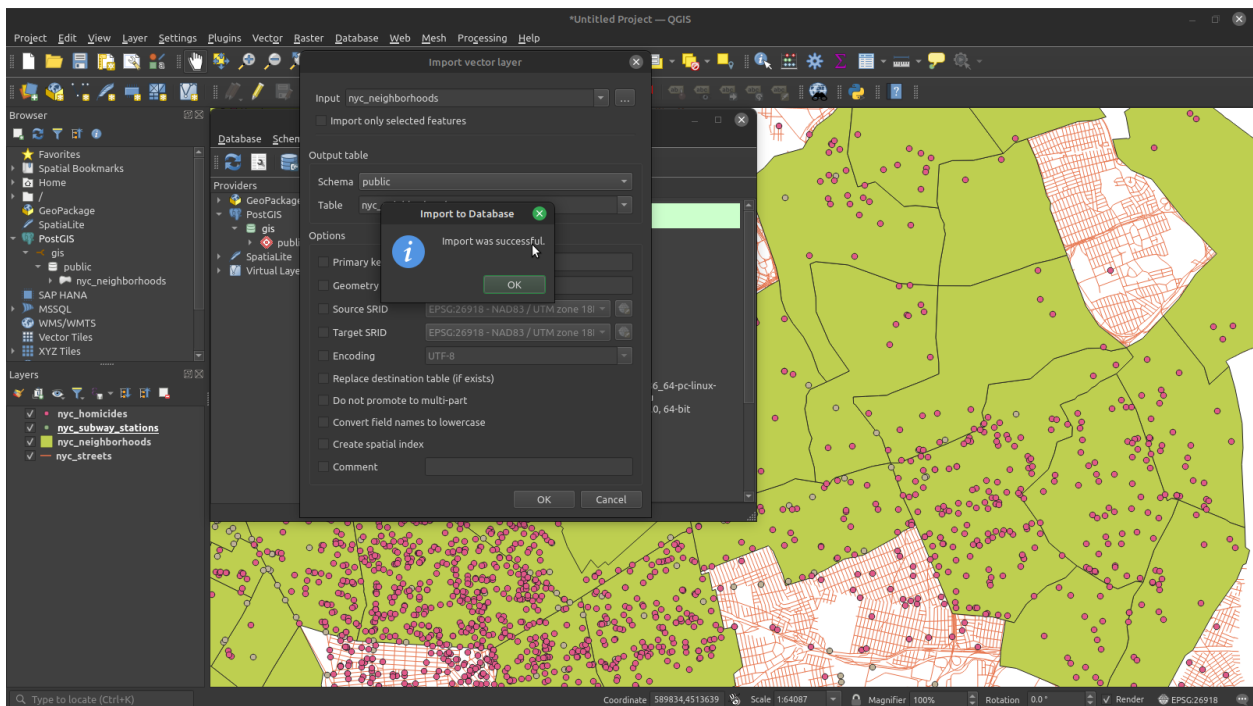 *Untitled Project — QGIS
Project Edit View Layer Settings Plugins Vector Raster Database Web Mesh Processing Help
Import vector layer
Input nyc_neighborhoods ...
Import only selected features
Browser
Database
Favorites
Spatial Bookmarks
Home
/
GeoPackage
SpatiaLite
PostGIS
gis
public
nyc_neighborhoods
SAP HANA
MSSQL
WMS/WMTS
Vector Tiles
XYZ Tiles
Providers
GeoPackage
PostGIS
gis
SpatiaLite
Output table
Schema public
Table
Import to Database
Import was successful.
OK
Options
Source SRID EPSG:26918 - NAD83 / UTM zone 18
Target SRID EPSG:26918 - NAD83 / UTM zone 18
Encoding UTF-8
Replace destination table (if exists)
Do not promote to multi-part
Convert field names to lowercase
Create spatial index
Comment
OK Cancel
6_64-pc-linux-
0, 64-bit
Layers
nyc_homicides
nyc_subway_stations
nyc_neighborhoods
nyc_streets
Type to locate (Ctrl+K)
Coordinate 589834,4513639 Scale 1:64087 Magnifier 100% Rotation 0.0 ° Render EPSG:26918